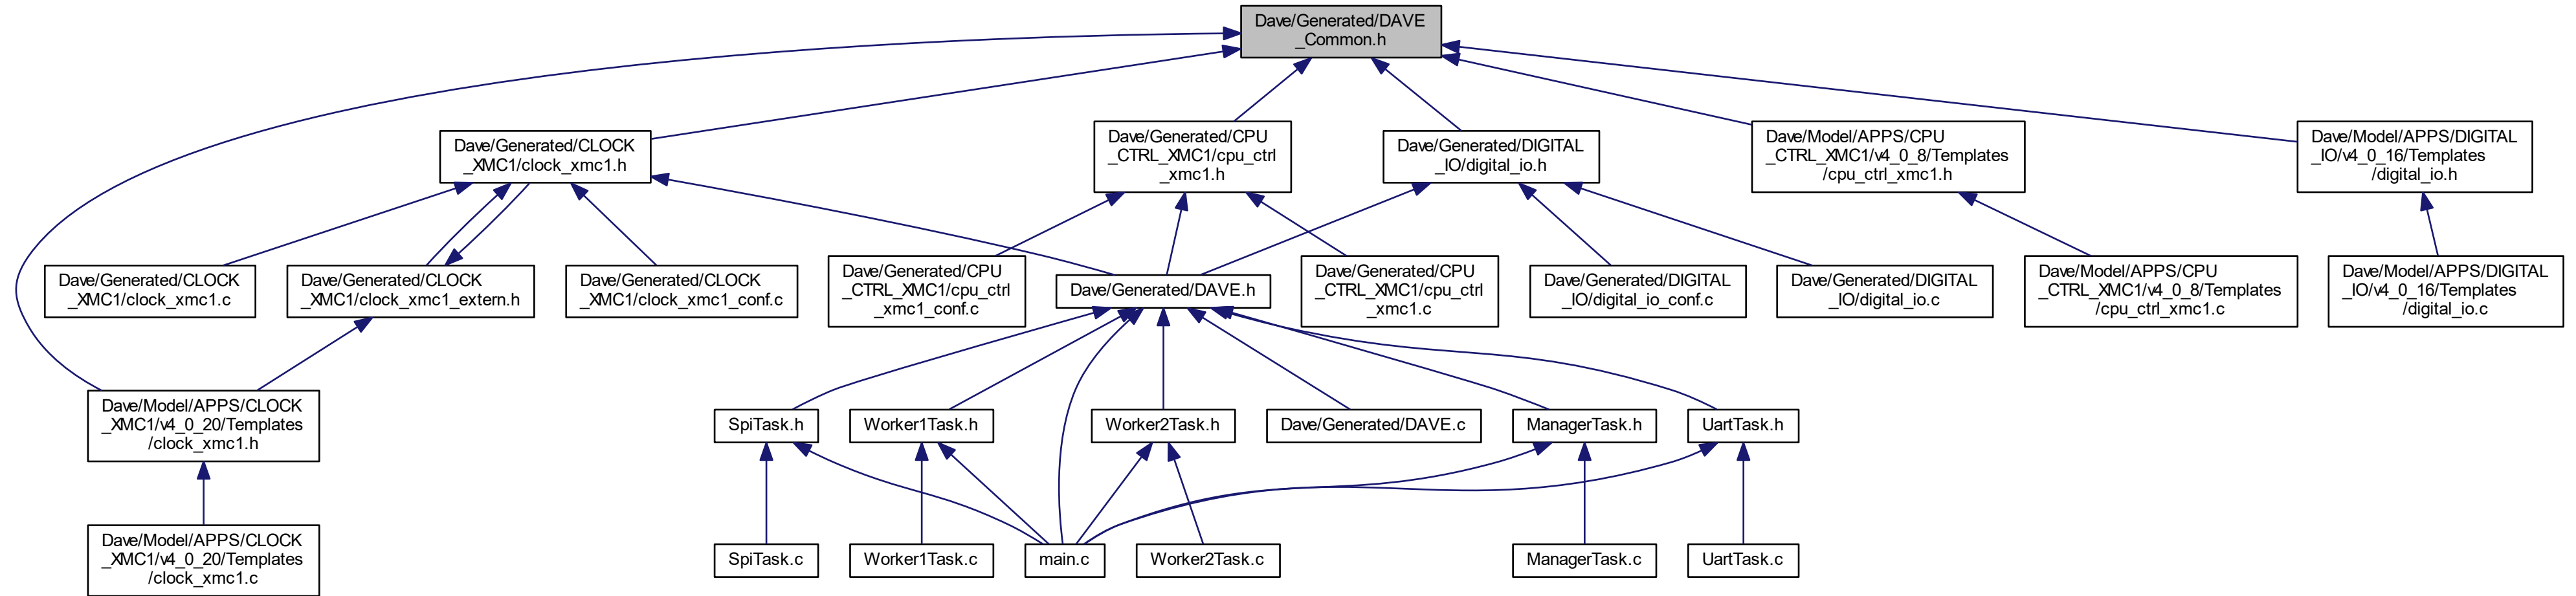 Dave/Generated/DAVE
_Common.h
Dave/Generated/CLOCK
_XMC1/clock_xmc1.h
Dave/Generated/CPU
_CTRL_XMC1/cpu_ctrl
_xmc1.h
Dave/Generated/DIGITAL
_IO/digital_io.h
Dave/Model/APPS/CPU
_CTRL_XMC1/v4_0_8/Templates
/cpu_ctrl_xmc1.h
Dave/Model/APPS/DIGITAL
_IO/v4_0_16/Templates
/digital_io.h
Dave/Generated/CLOCK
_XMC1/clock_xmc1.c
Dave/Generated/CLOCK
_XMC1/clock_xmc1_extern.h
Dave/Generated/CLOCK
_XMC1/clock_xmc1_conf.c
Dave/Generated/CPU
_CTRL_XMC1/cpu_ctrl
_xmc1_conf.c
Dave/Generated/DAVE.h
Dave/Generated/CPU
_CTRL_XMC1/cpu_ctrl
_xmc1.c
Dave/Generated/DIGITAL
_IO/digital_io_conf.c
Dave/Generated/DIGITAL
_IO/digital_io.c
Dave/Model/APPS/CPU
_CTRL_XMC1/v4_0_8/Templates
/cpu_ctrl_xmc1.c
Dave/Model/APPS/DIGITAL
_IO/v4_0_16/Templates
/digital_io.c
Dave/Model/APPS/CLOCK
_XMC1/v4_0_20/Templates
/clock_xmc1.h
SpiTask.h
Worker1Task.h
Worker2Task.h
Dave/Generated/DAVE.c
ManagerTask.h
UartTask.h
Dave/Model/APPS/CLOCK
_XMC1/v4_0_20/Templates
/clock_xmc1.c
SpiTask.c
Worker1Task.c
main.c
Worker2Task.c
ManagerTask.c
UartTask.c